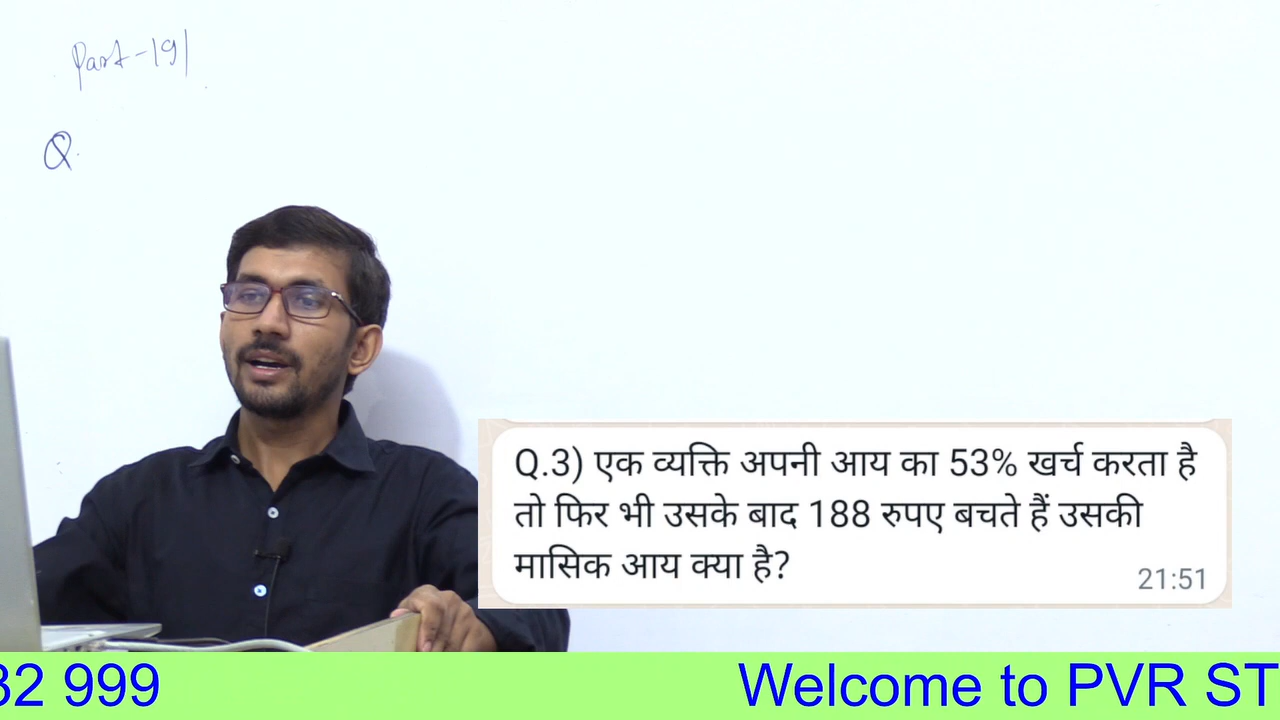 Part-191
Q.
Q.3) एक व्यक्ति अपनी आय का 53% खर्च करता है
तो फिर भी उसके बाद 188 रुपए बचते हैं उसकी
मासिक आय क्या है?
21:51
32 999
Welcome to PVR ST